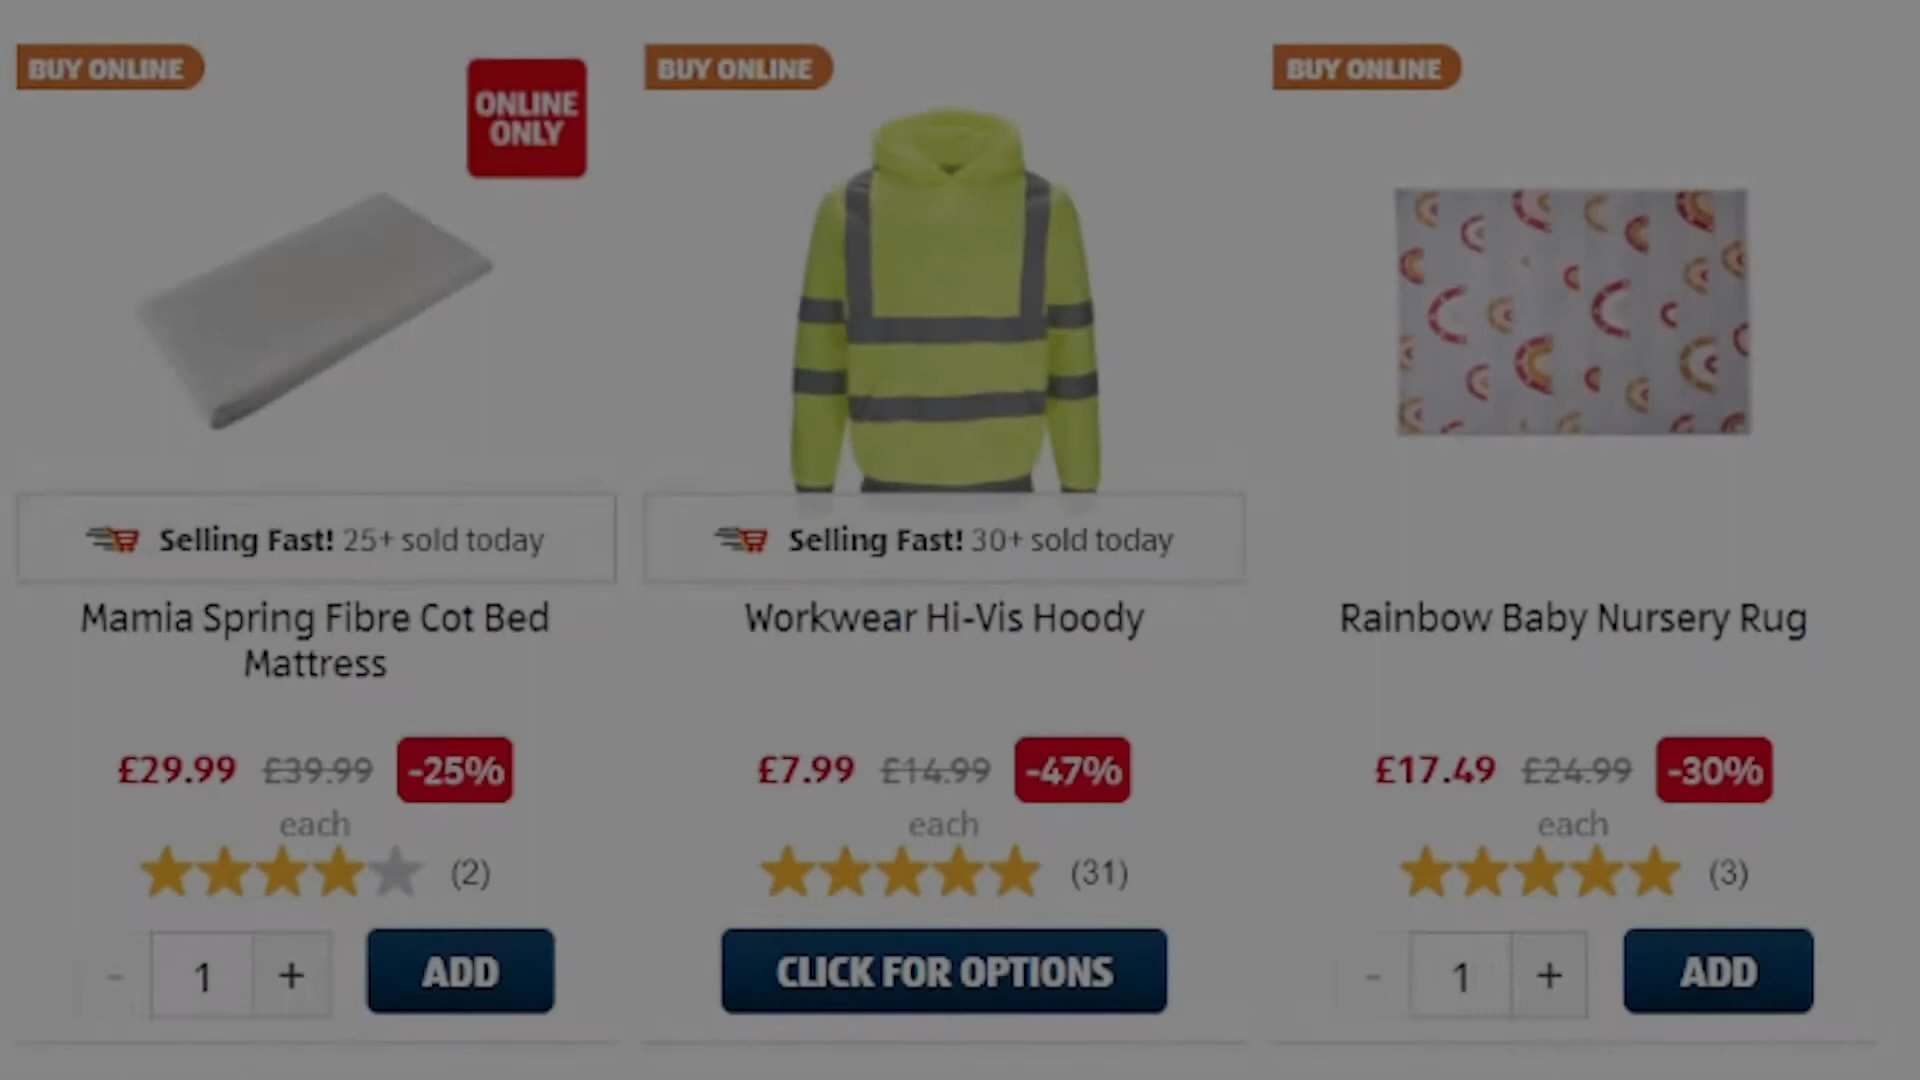 BUY ONLINE
ONLINE
ONLY
Selling Fast! 25+ sold today
Mamia Spring Fibre Cot Bed
Mattress
£29.99 £39.99 -25%
each
(2)
- 1 + ADD
BUY ONLINE
Selling Fast! 30+ sold today
Workwear Hi-Vis Hoody
£7.99 £14.99 -47%
each
(31)
CLICK FOR OPTIONS
BUY ONLINE
Rainbow Baby Nursery Rug
£17.49 £24.99 -30%
each
(3)
- 1 + ADD